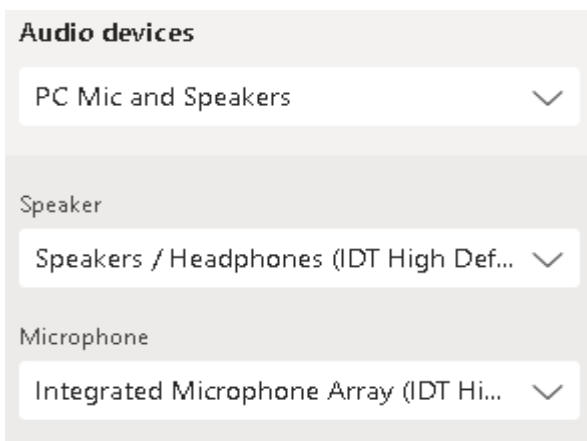 Audio devices
PC Mic and Speakers
Speaker
Speakers / Headphones (IDT High Def...
Microphone
Integrated Microphone Array (IDT Hi...